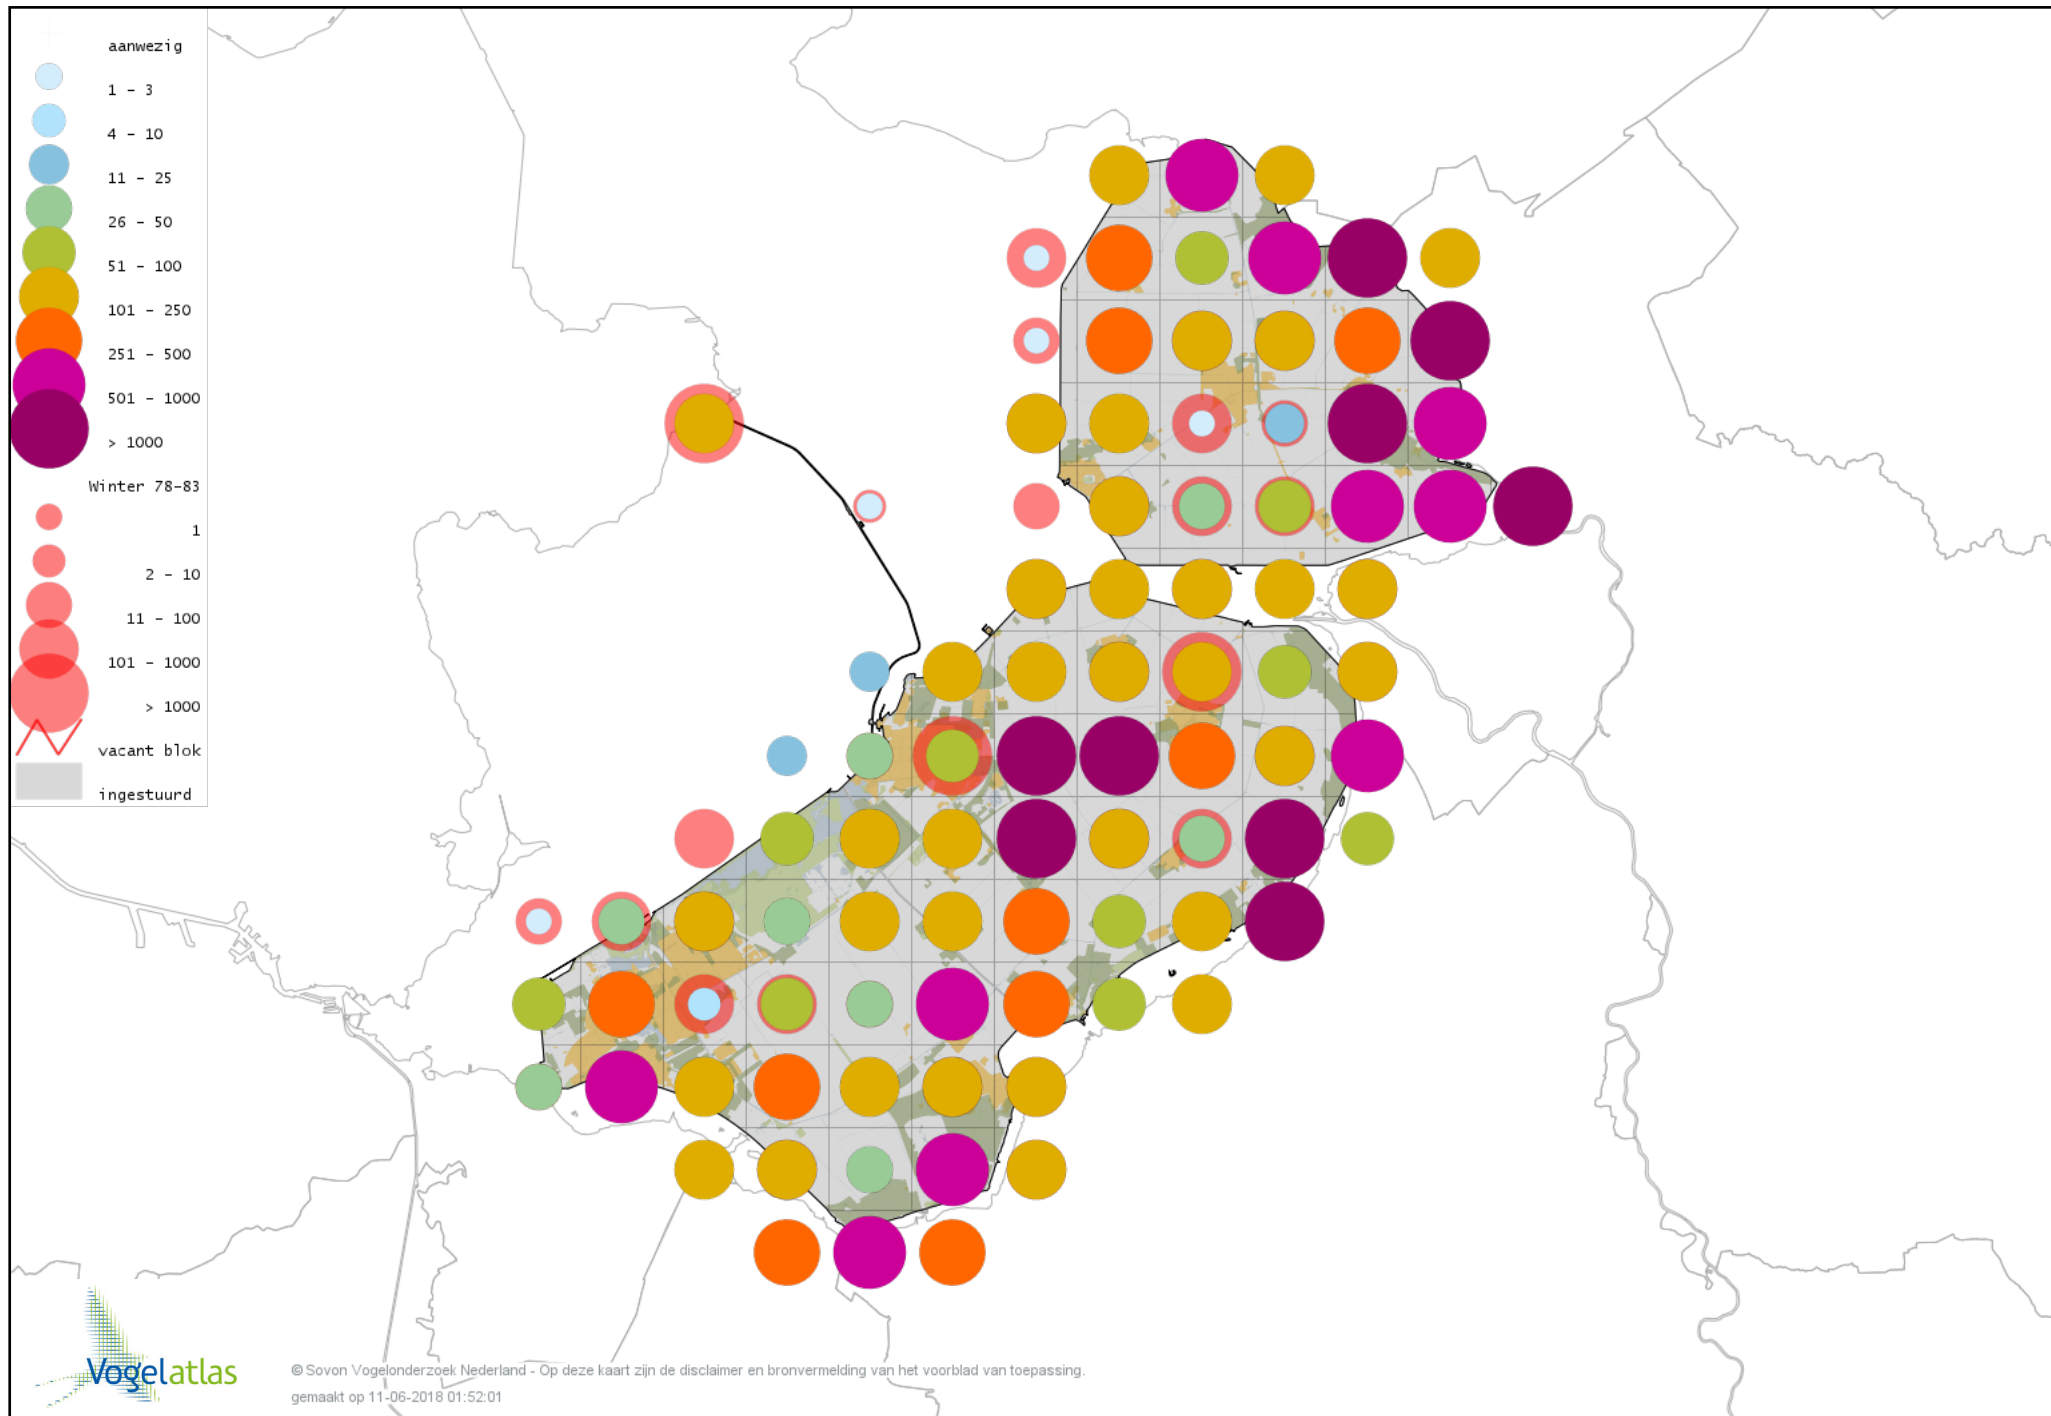 aanwezig
1 - 3
4 - 10
11 - 25
26 - 50
51 - 100
101 - 250
251 - 500
501 - 1000
> 1000
Winter 78-83
1
2 - 10
11 - 100
101 - 1000
> 1000
vacant blok
ingestuurd
Vogelatlas
© Sovon Vogelonderzoek Nederland - Op deze kaart zijn de disclaimer en bronvermelding van het voorblad van toepassing.
gemaakt op 11-06-2018 01:52:01